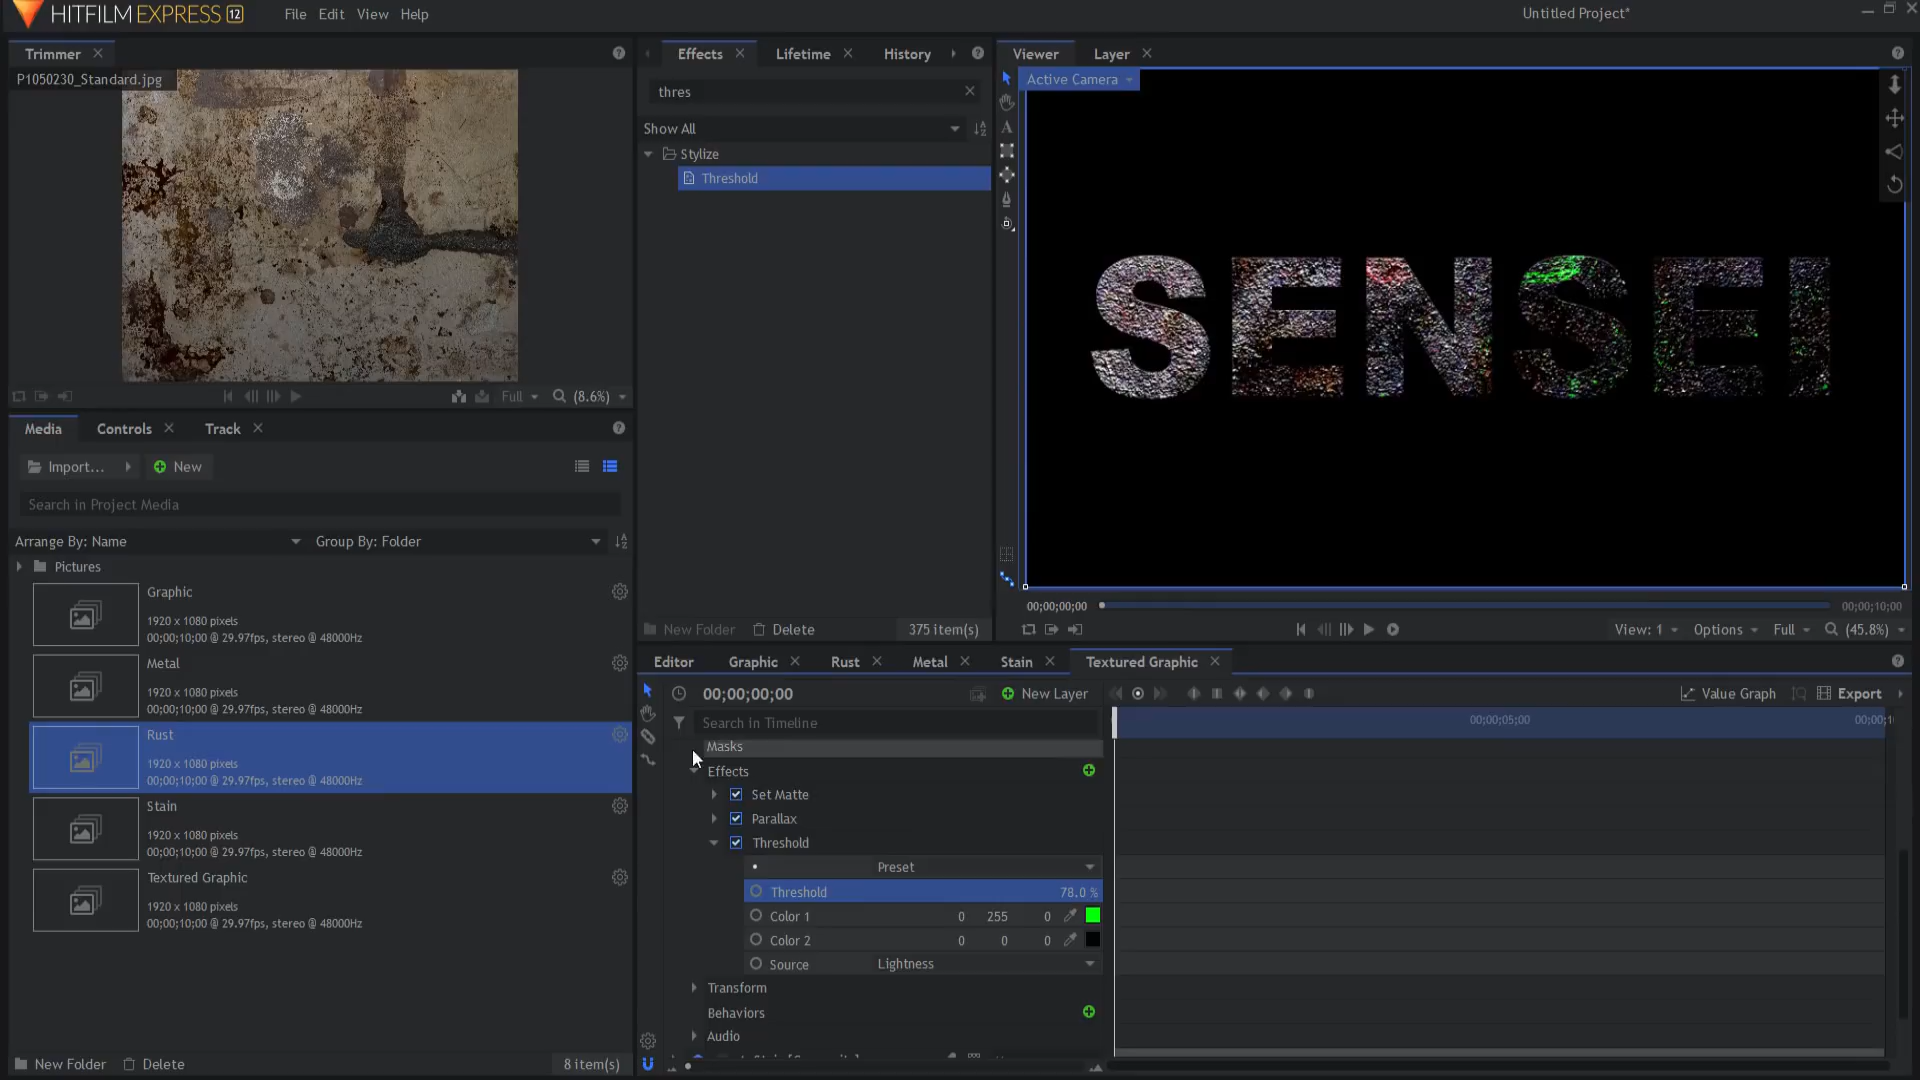 HITFILM EXPRESS 12
File Edit View Help
Untitled Project*
Trimmer
P1050230_Standard.jpg
Full (8.6%)
Media Controls Track
Import... New
Search in Project Media
Arrange By: Name Group By: Folder
Pictures
Graphic
1920 x 1080 pixels
00;00;10;00 @ 29.97fps, stereo @ 48000Hz
Metal
1920 x 1080 pixels
00;00;10;00 @ 29.97fps, stereo @ 48000Hz
Rust
1920 x 1080 pixels
00;00;10;00 @ 29.97fps, stereo @ 48000Hz
Stain
1920 x 1080 pixels
00;00;10;00 @ 29.97fps, stereo @ 48000Hz
Textured Graphic
1920 x 1080 pixels
00;00;10;00 @ 29.97fps, stereo @ 48000Hz
New Folder Delete 8 item(s)
Effects Lifetime History
thres
Show All
Stylize
Threshold
New Folder Delete 375 item(s)
Viewer Layer
Active Camera
SENSEI
00;00;00;00 00;00;10;00
View: 1 Options Full (45.8%)
Editor Graphic Rust Metal Stain Textured Graphic
00;00;00;00 New Layer Value Graph Export
Search in Timeline 00;00;05;00
Masks
Effects
Set Matte
Parallax
Threshold
Preset
Threshold 78.0 %
Color 1 0 255 0
Color 2 0 0 0
Source Lightness
Transform
Behaviors
Audio